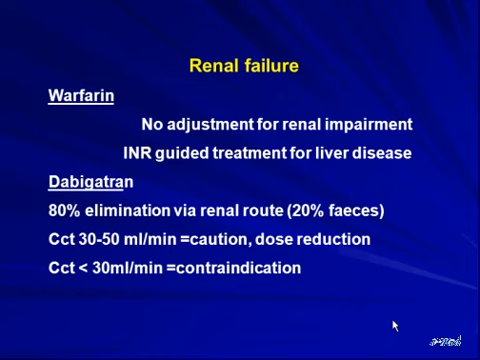 Renal failure
Warfarin
No adjustment for renal impairment
INR guided treatment for liver disease
Dabigatran
80% elimination via renal route (20% faeces)
Cct 30-50 ml/min =caution, dose reduction
Cct < 30ml/min =contraindication